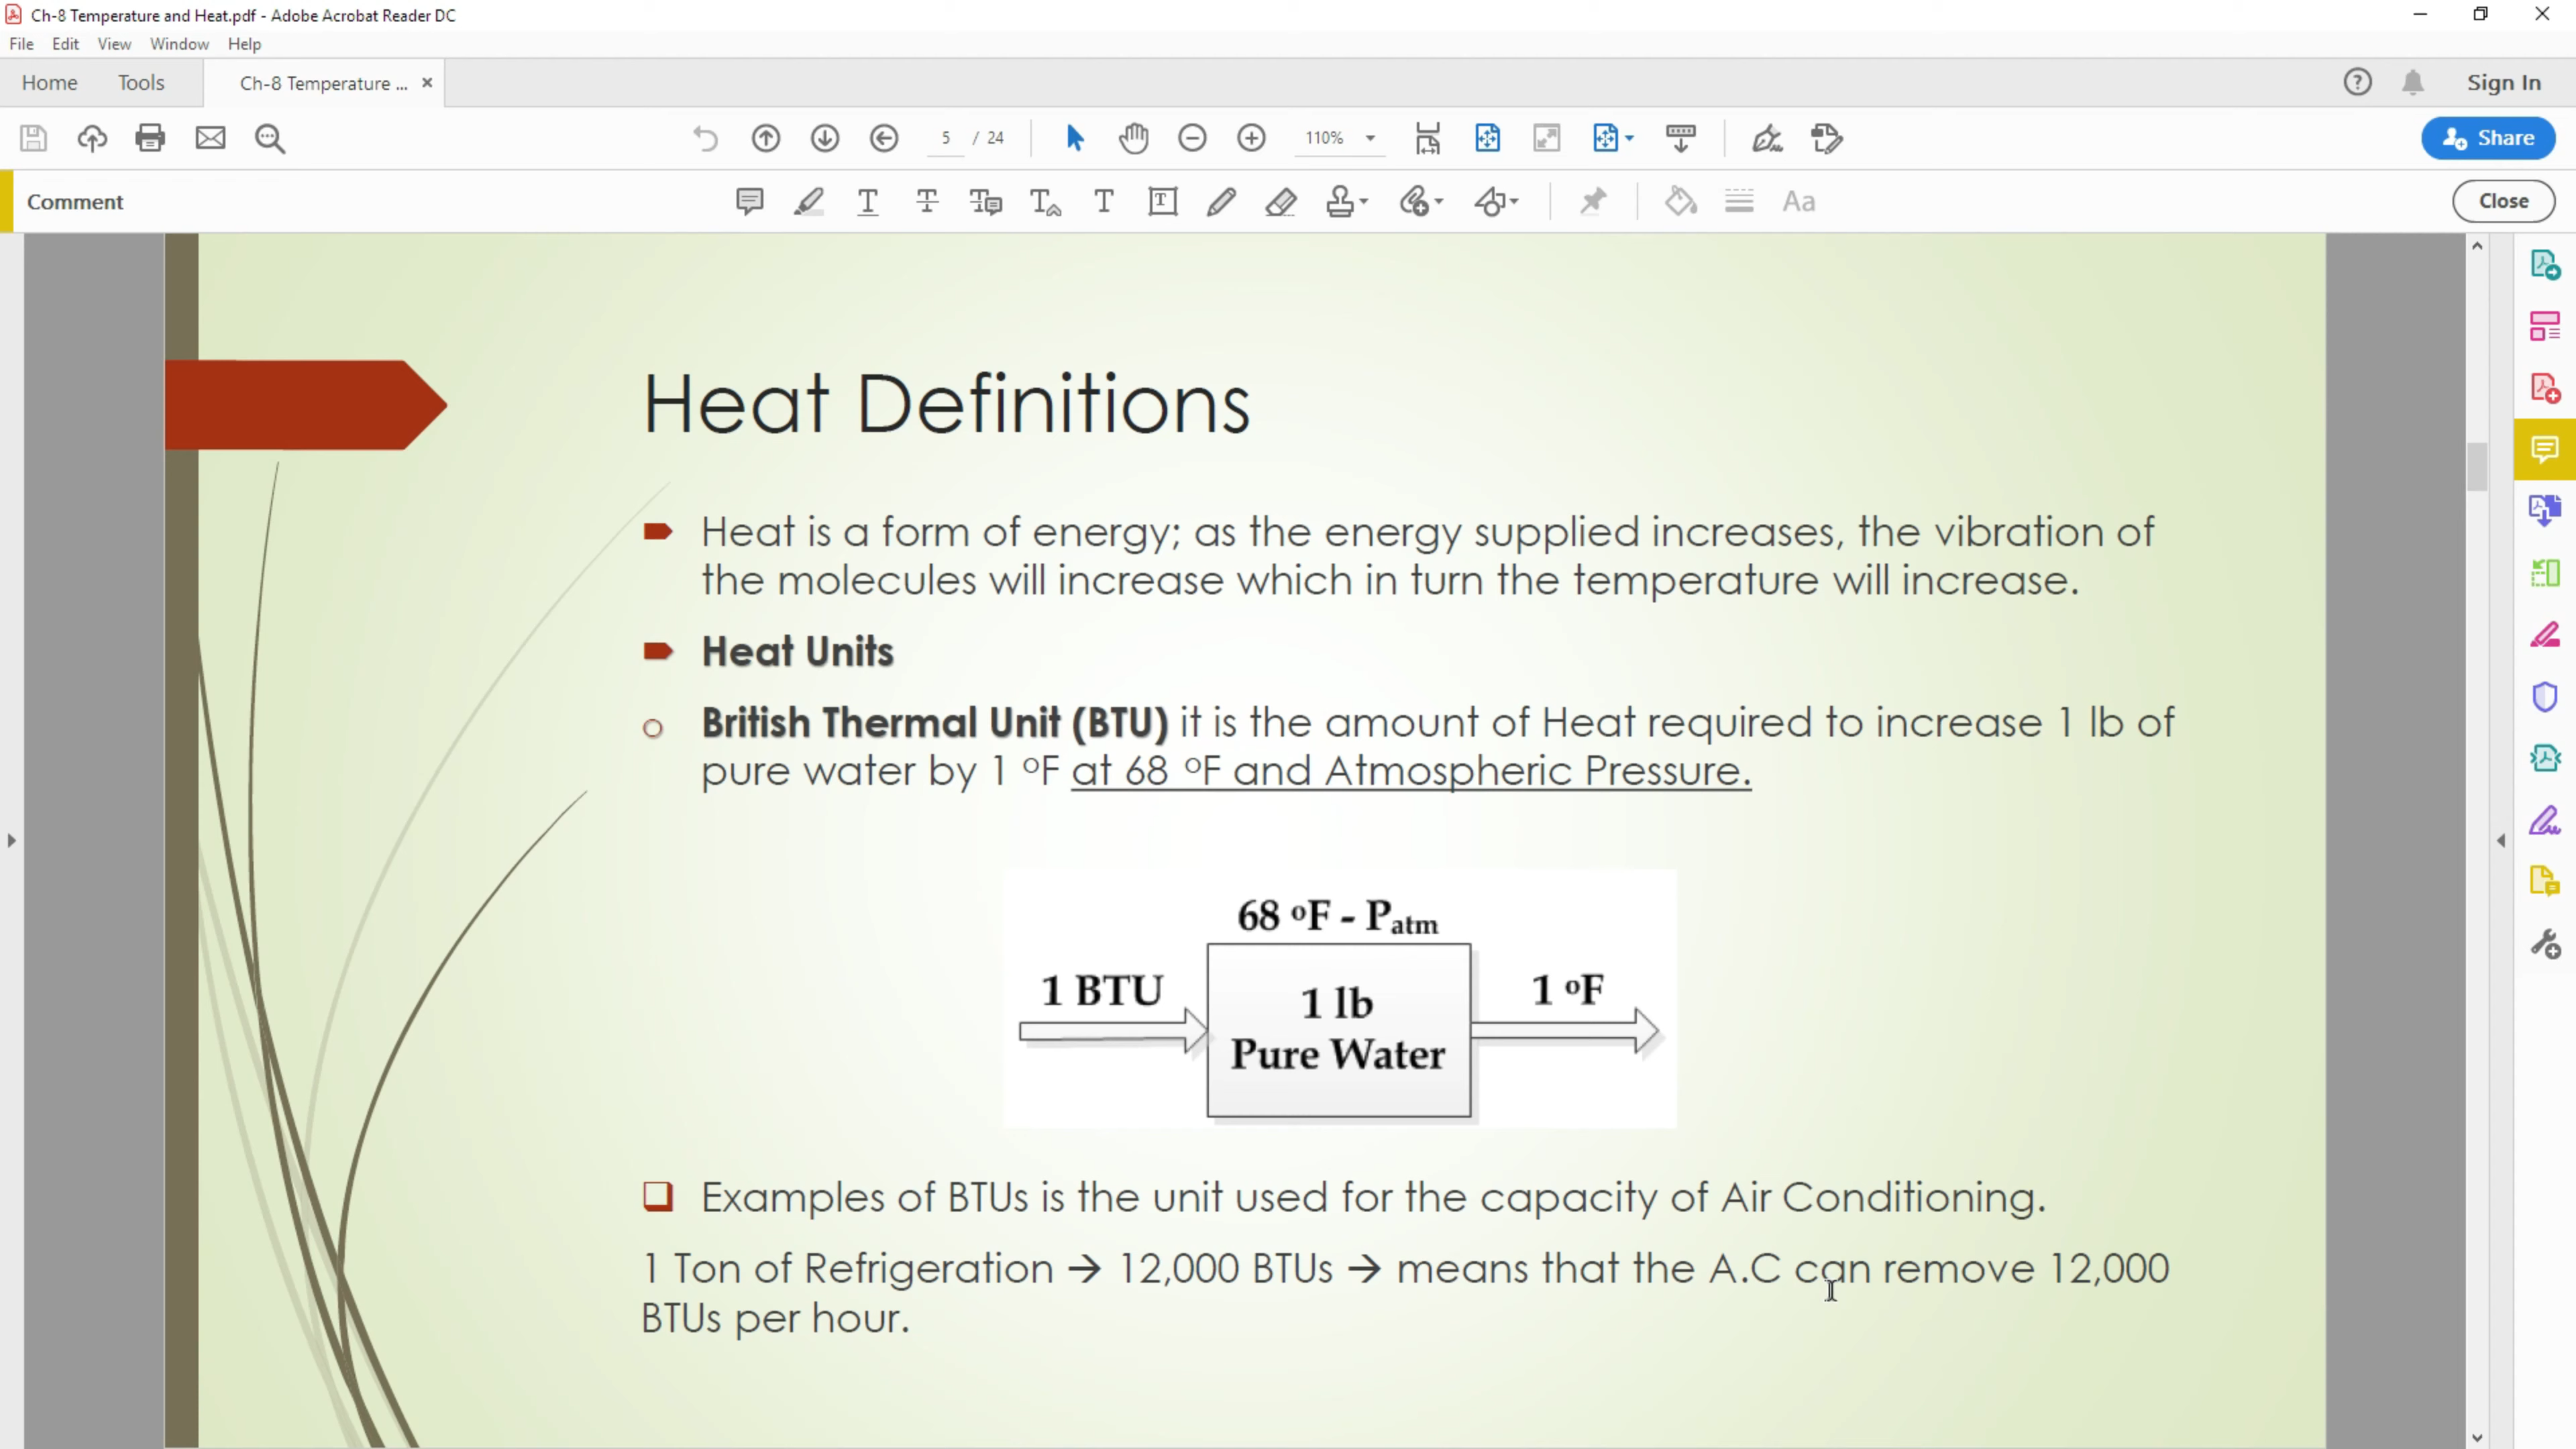 Ch-8 Temperature and Heat.pdf - Adobe Acrobat Reader DC
File Edit View Window Help
Home Tools Ch-8 Temperature ... × Sign In
5 / 24 110% Share
Comment Aa Close
Heat Definitions
Heat is a form of energy; as the energy supplied increases, the vibration of
the molecules will increase which in turn the temperature will increase.
Heat Units
British Thermal Unit (BTU) it is the amount of Heat required to increase 1 lb of
pure water by 1 ºF at 68 ºF and Atmospheric Pressure.
68 ºF - Patm
1 BTU
1 lb
Pure Water
1 ºF
Examples of BTUs is the unit used for the capacity of Air Conditioning.
1 Ton of Refrigeration → 12,000 BTUs → means that the A.C can remove 12,000
BTUs per hour.